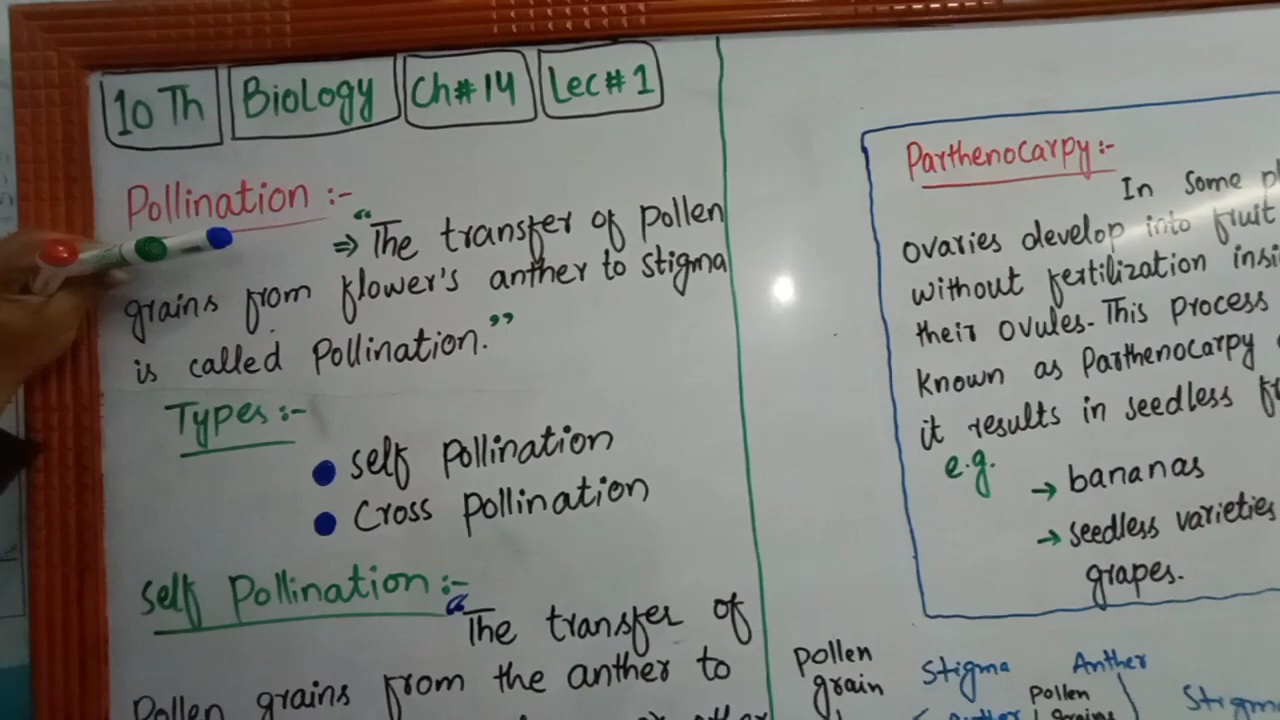 10 Th Biology Ch#14 Lec#1
Pollination :-
⇒ "The transfer of pollen
grains from flower's anther to stigma
is called Pollination."
Types :-
• Self Pollination
• Cross Pollination
Self Pollination :-
"The transfer of
Pollen grains from the anther to
Parthenocarpy :-
In Some
ovaries develop into fruit
without fertilization
their ovules. This process
known as Parthenocarpy
it results in seedless
e.g.
→ bananas
→ seedless varieties
grapes.
Pollen
grain
Stigma Anther
Pollen
grains